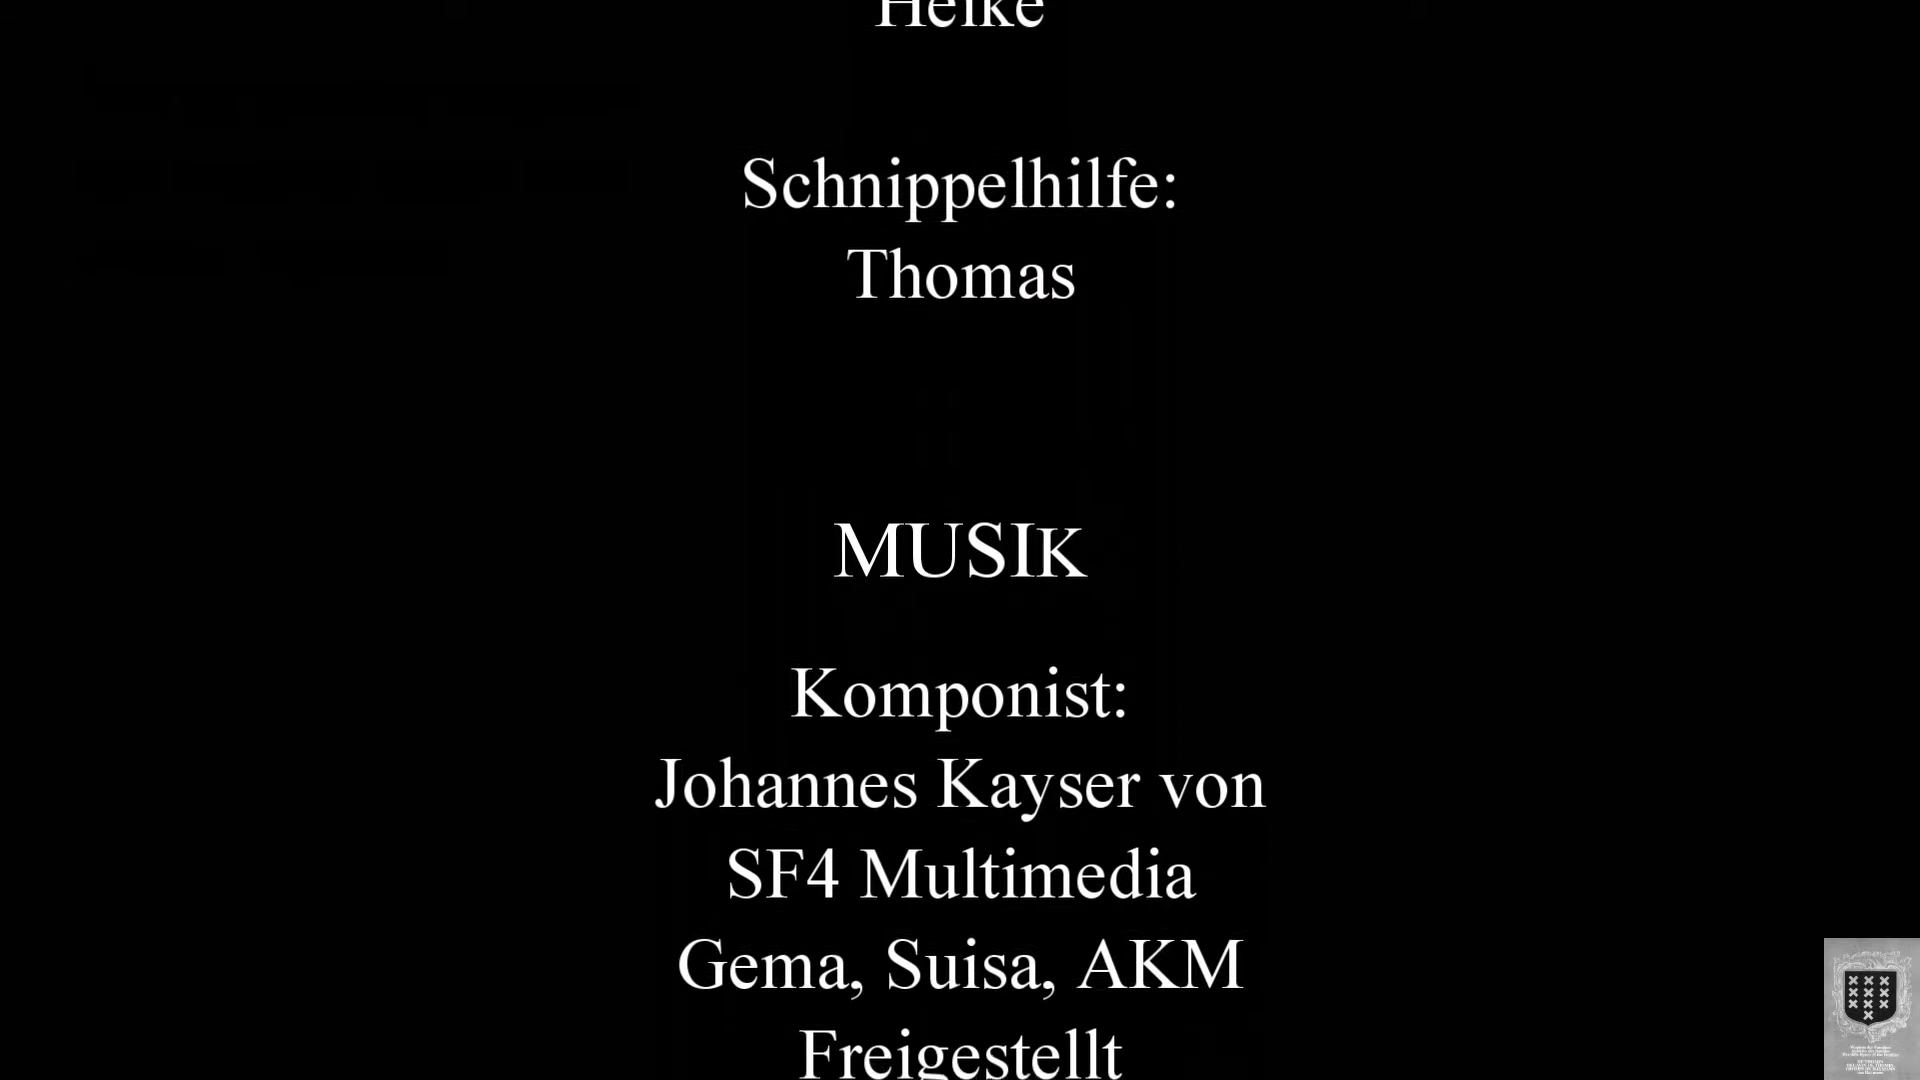 Heike
Schnippelhilfe:
Thomas
MUSIK
Komponist:
Johannes Kayser von
SF4 Multimedia
Gema, Suisa, AKM
Freigestellt